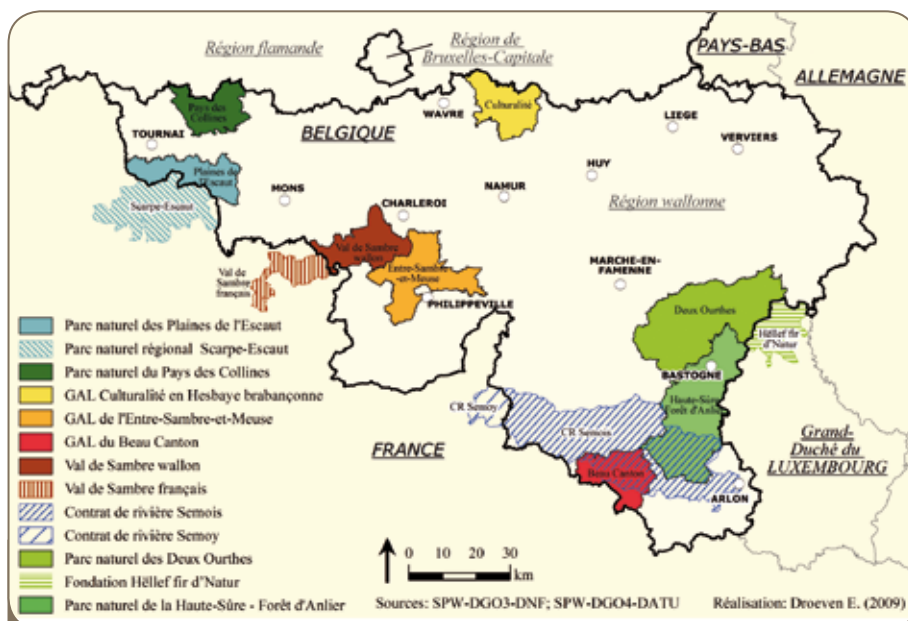 Région flamande
Région de
Bruxelles-Capitale
PAYS-BAS
ALLEMAGNE
Pays des
Collines
WAVRE
Culturalité
LIEGE
TOURNAI
BELGIQUE
VERVIERS
Plaines de
l'Escaut
HUY
MONS
NAMUR
Scarpe-Escaut
CHARLEROI
Région wallonne
Val de Sambre
wallon
Entre-Sambre
-et-Meuse
MARCHE-EN-
FAMENNE
Val de
Sambre
français
PHILIPPEVILLE
Deux Ourthes
Hëllef fir
d'Natur
BASTOGNE
Haute-Sûre
Forêt d'Anlier
CR Semoy
CR Semois
FRANCE
Grand-
Duché du
LUXEMBOURG
Beau Canton
ARLON
Parc naturel des Plaines de l'Escaut
Parc naturel régional Scarpe-Escaut
Parc naturel du Pays des Collines
GAL Culturalité en Hesbaye brabançonne
GAL de l'Entre-Sambre-et-Meuse
GAL du Beau Canton
Val de Sambre wallon
Val de Sambre français
Contrat de rivière Semois
Contrat de rivière Semoy
Parc naturel des Deux Ourthes
Fondation Hëllef fir d'Natur
Parc naturel de la Haute-Sûre - Forêt d'Anlier
0 10 20 30
km
Sources: SPW-DGO3-DNF; SPW-DGO4-DATU
Réalisation: Droeven E. (2009)